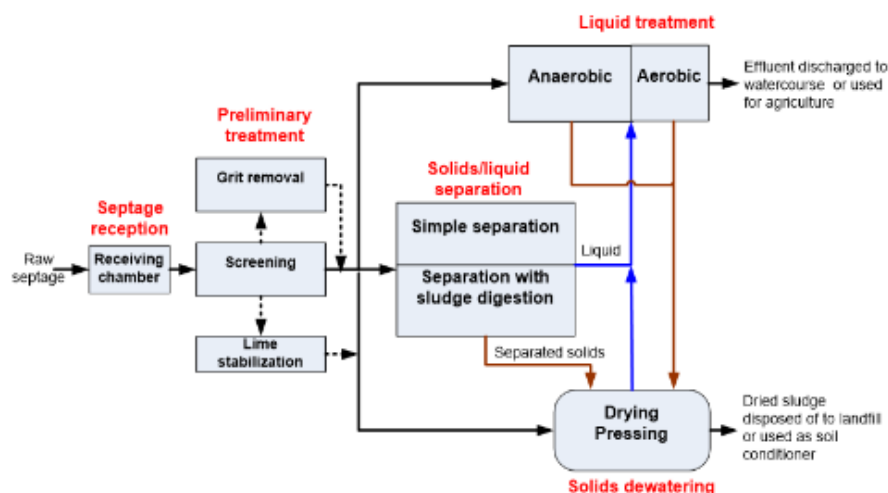 Liquid treatment
Anaerobic
Aerobic
Effluent discharged to
watercourse or used
for agriculture
Preliminary
treatment
Grit removal
Solids/liquid
separation
Septage
reception
Simple separation
Raw
septage
Receiving
chamber
Screening
Liquid
Separation with
sludge digestion
Lime
stabilization
Separated solids
Drying
Pressing
Dried sludge
disposed of to landfill
or used as soil
conditioner
Solids dewatering